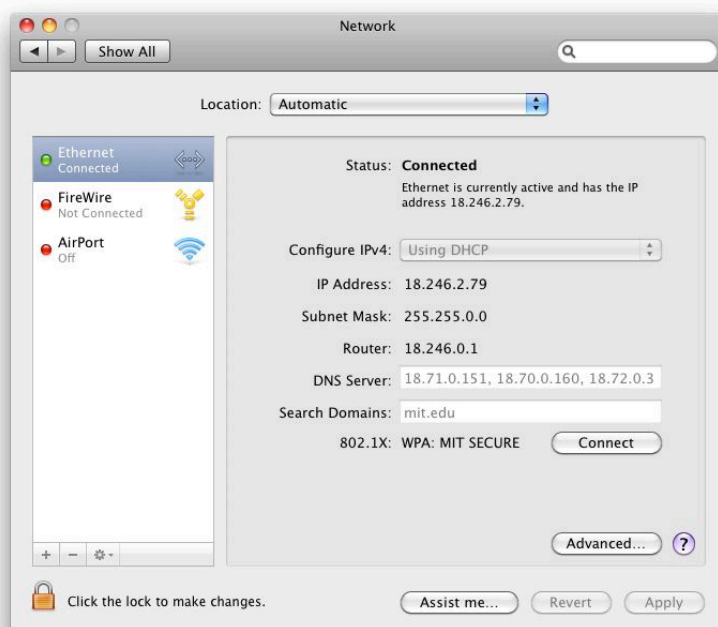 Network
Show All
Location: Automatic
Ethernet
Connected
FireWire
Not Connected
AirPort
Off
Status: Connected
Ethernet is currently active and has the IP
address 18.246.2.79.
Configure IPv4: Using DHCP
IP Address: 18.246.2.79
Subnet Mask: 255.255.0.0
Router: 18.246.0.1
DNS Server: 18.71.0.151, 18.70.0.160, 18.72.0.3
Search Domains: mit.edu
802.1X: WPA: MIT SECURE Connect
Advanced... ?
Click the lock to make changes.
Assist me... Revert Apply